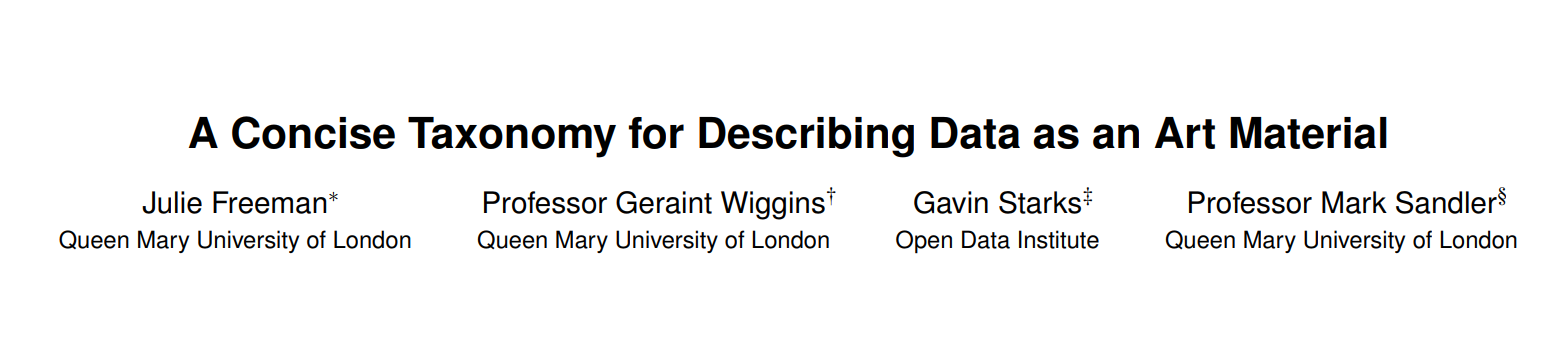 A Concise Taxonomy for Describing Data as an Art Material
Julie Freeman* Professor Geraint Wiggins† Gavin Starks‡ Professor Mark Sandler§
Queen Mary University of London Queen Mary University of London Open Data Institute Queen Mary University of London